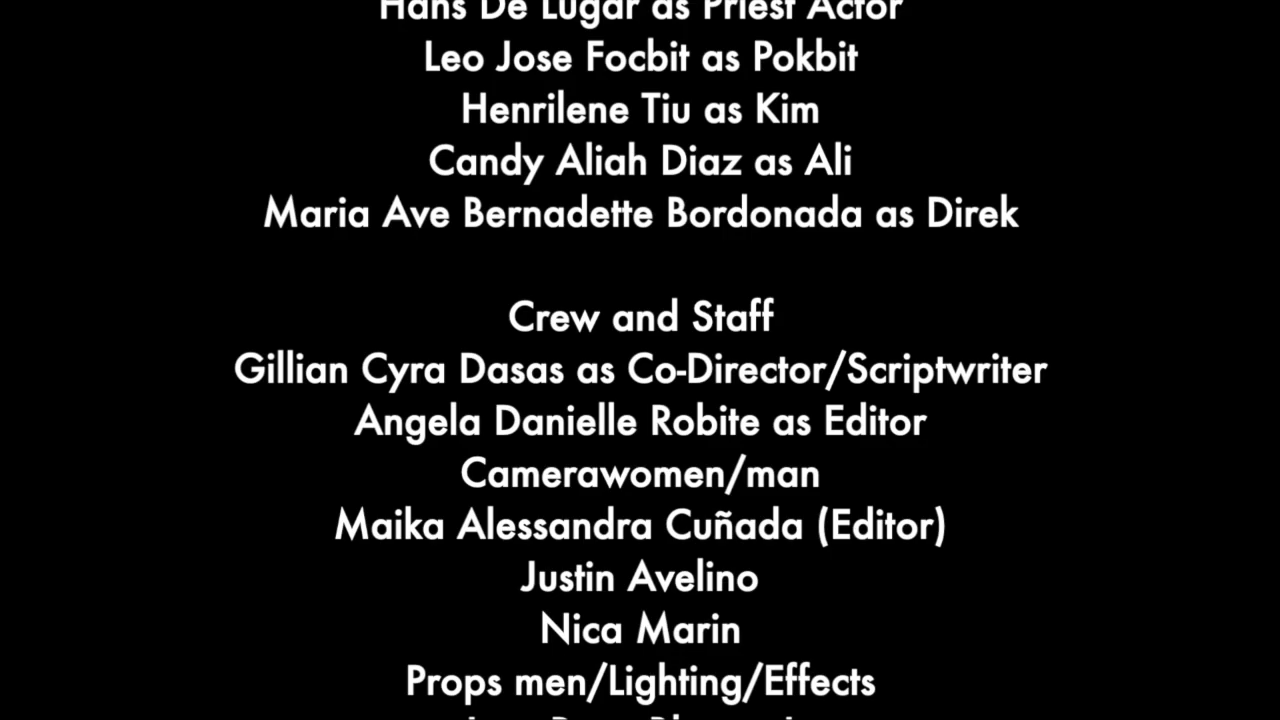 Hans De Lugar as Priest Actor
Leo Jose Focbit as Pokbit
Henrilene Tiu as Kim
Candy Aliah Diaz as Ali
Maria Ave Bernadette Bordonada as Direk
Crew and Staff
Gillian Cyra Dasas as Co-Director/Scriptwriter
Angela Danielle Robite as Editor
Camerawomen/man
Maika Alessandra Cuñada (Editor)
Justin Avelino
Nica Marin
Props men/Lighting/Effects